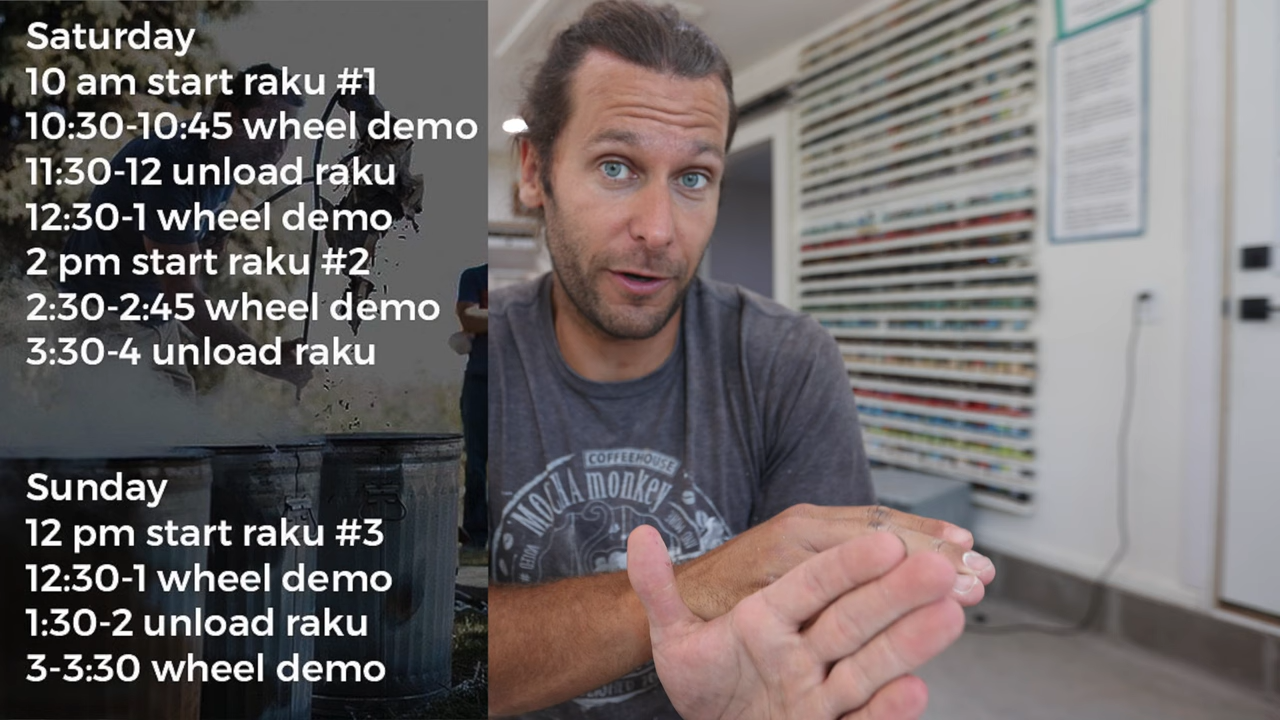 Saturday
10 am start raku #1
10:30-10:45 wheel demo
11:30-12 unload raku
12:30-1 wheel demo
2 pm start raku #2
2:30-2:45 wheel demo
3:30-4 unload raku
Sunday
12 pm start raku #3
12:30-1 wheel demo
1:30-2 unload raku
3-3:30 wheel demo
COFFEEHOUSE
MOCHA monkey